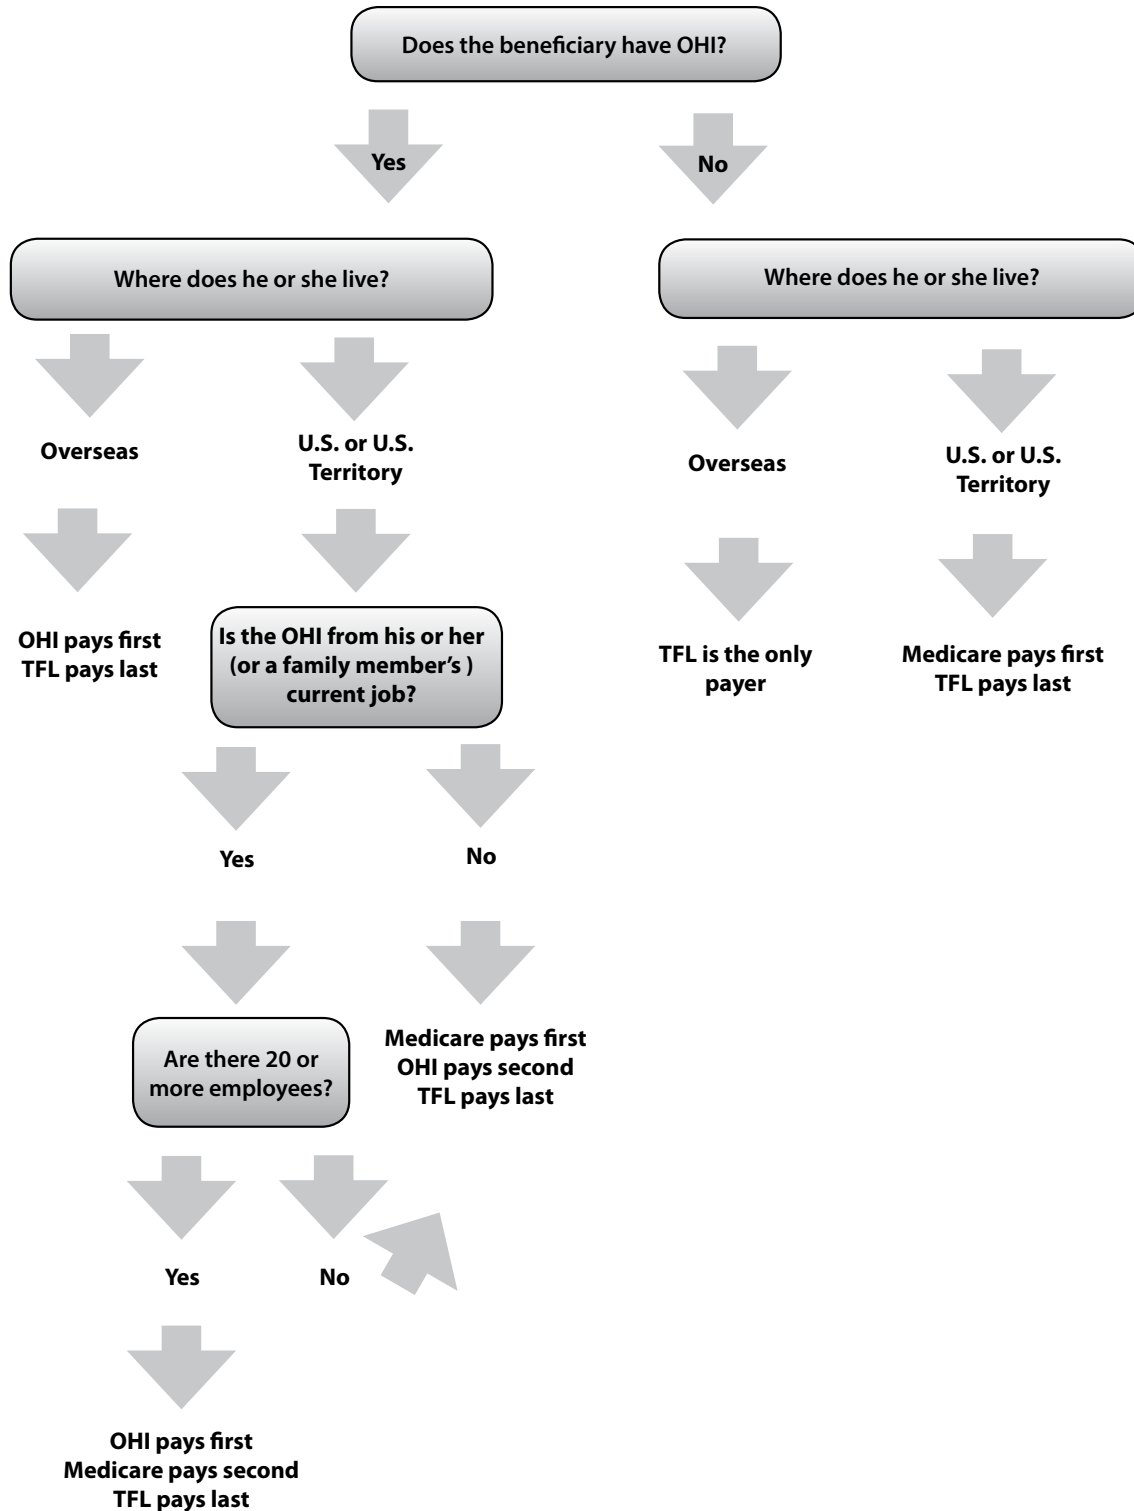 Does the beneficiary have OHI?
Yes
No
Where does he or she live?
Where does he or she live?
Overseas
U.S. or U.S.
Territory
Overseas
U.S. or U.S.
Territory
OHI pays first
TFL pays last
Is the OHI from his or her
(or a family member's )
current job?
TFL is the only
payer
Medicare pays first
TFL pays last
Yes
No
Are there 20 or
more employees?
Medicare pays first
OHI pays second
TFL pays last
Yes
No
OHI pays first
Medicare pays second
TFL pays last